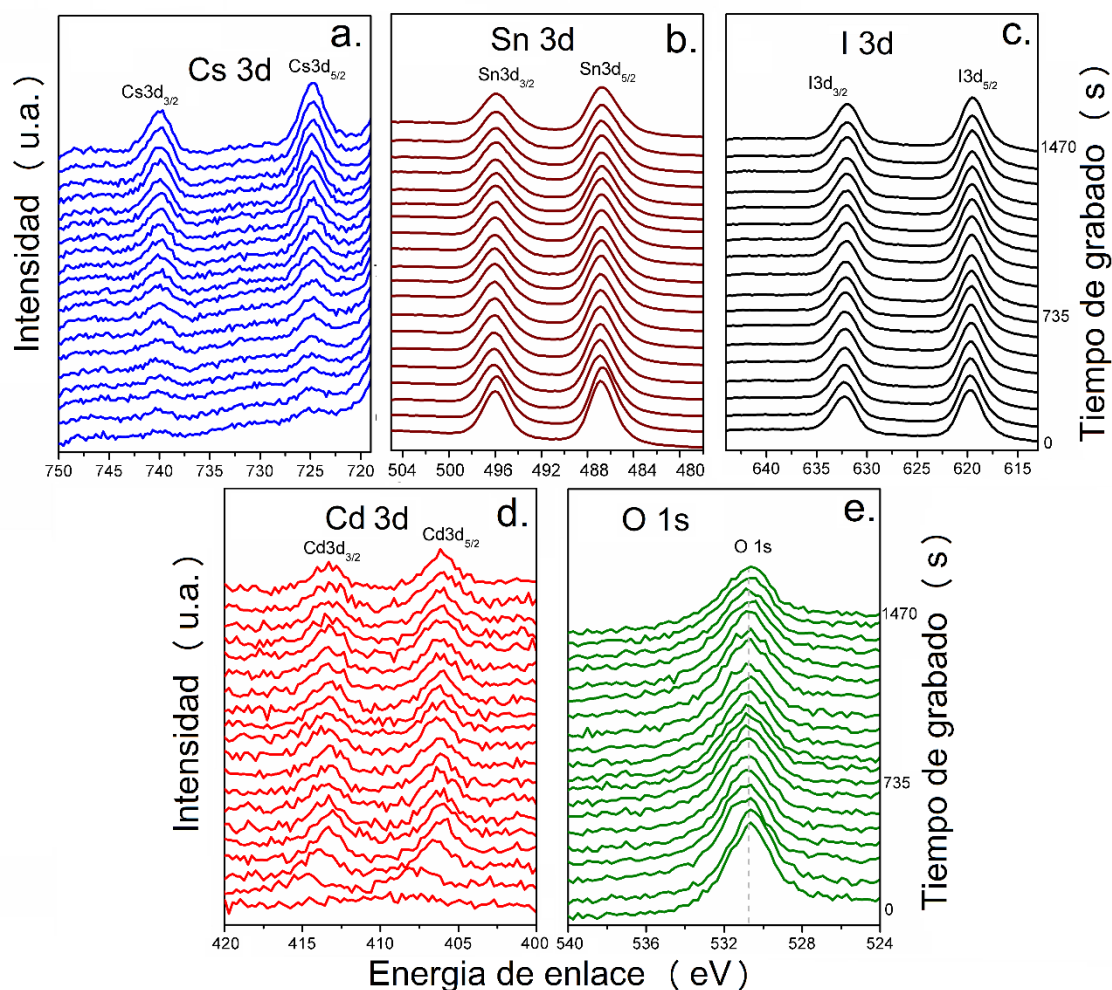 a.
Cs 3d
Cs3d3/2
Cs3d5/2
Intensidad ( u.a.)
750 745 740 735 730 725 720
b.
Sn 3d
Sn3d3/2
Sn3d5/2
504 500 496 492 488 484 480
c.
I 3d
I3d3/2
I3d5/2
640 635 630 625 620 615
1470
735
0
Tiempo de grabado ( s )
d.
Cd 3d
Cd3d3/2
Cd3d5/2
Intensidad ( u.a.)
420 415 410 405 400
e.
O 1s
O 1s
540 536 532 528 524
1470
735
0
Tiempo de grabado ( s )
Energia de enlace ( eV)